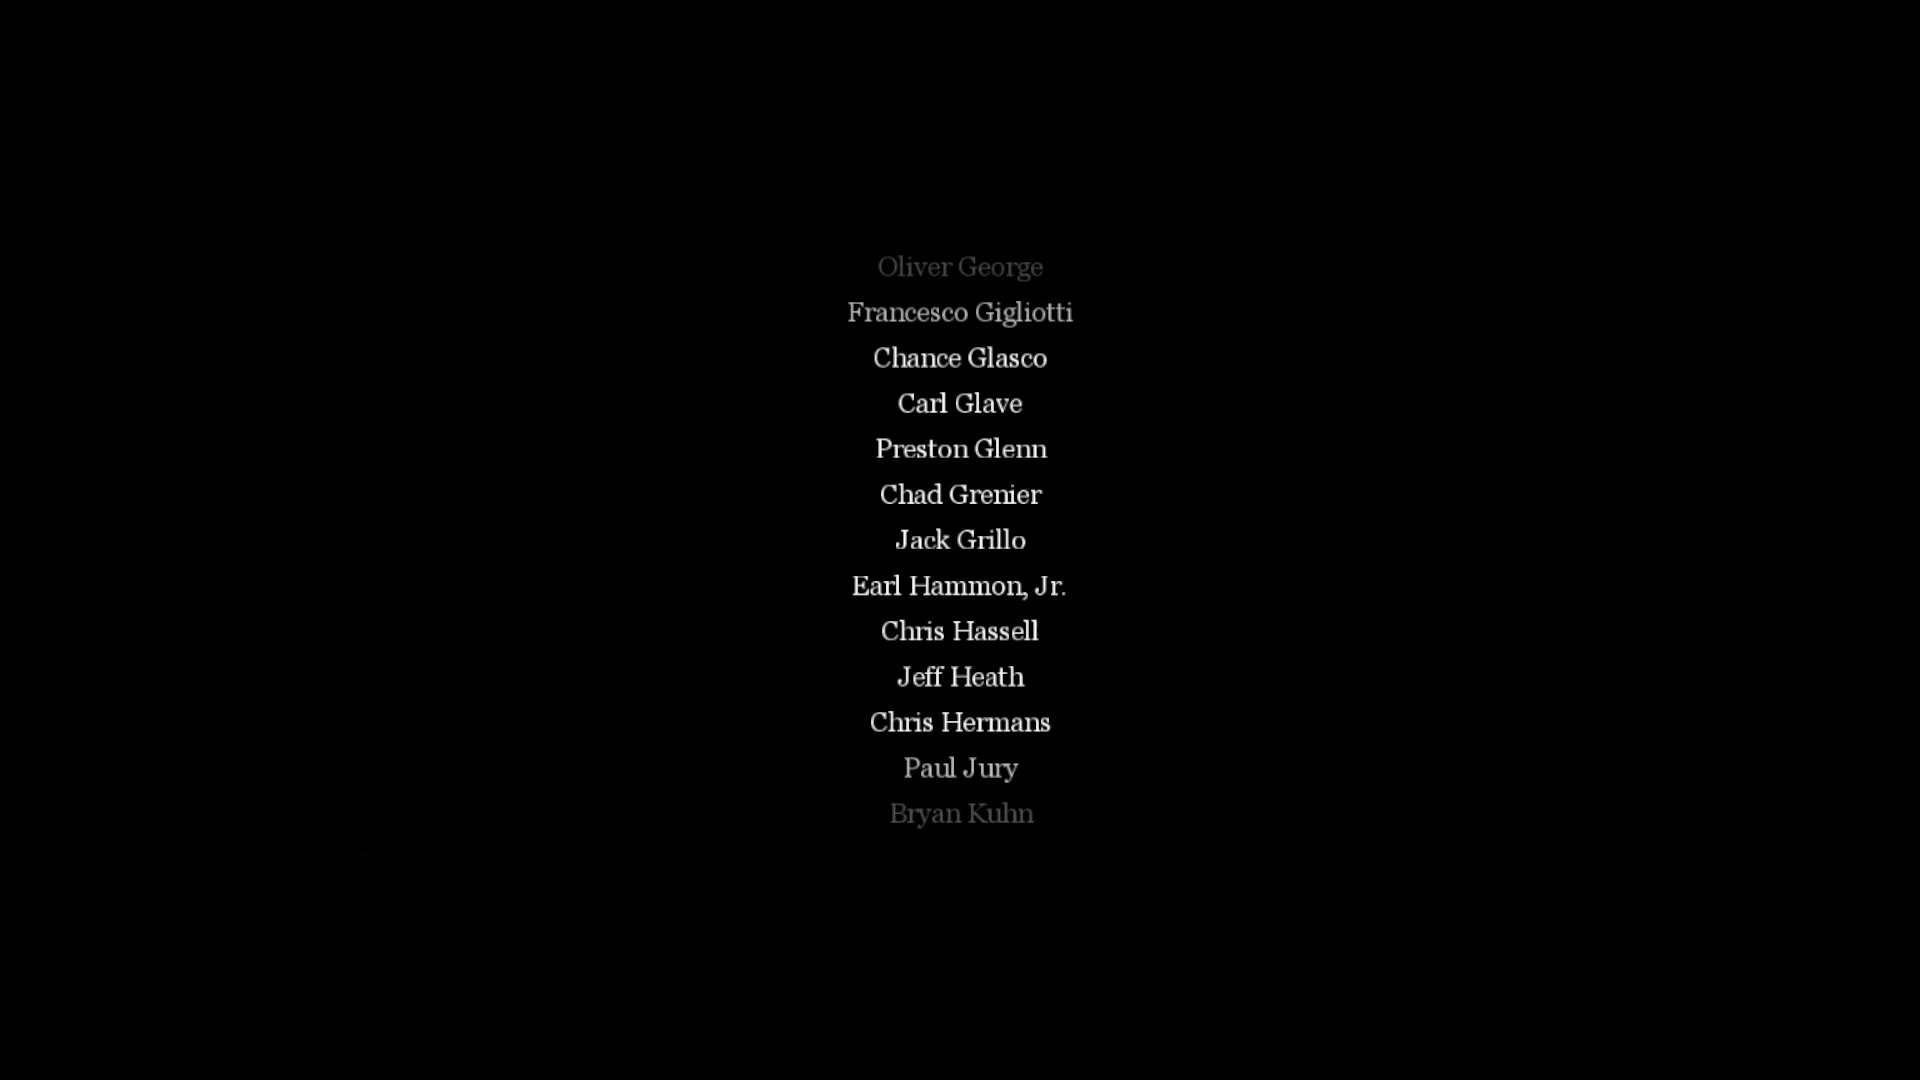 Oliver George
Francesco Gigliotti
Chance Glasco
Carl Glave
Preston Glenn
Chad Grenier
Jack Grillo
Earl Hammon, Jr.
Chris Hassell
Jeff Heath
Chris Hermans
Paul Jury
Bryan Kuhn